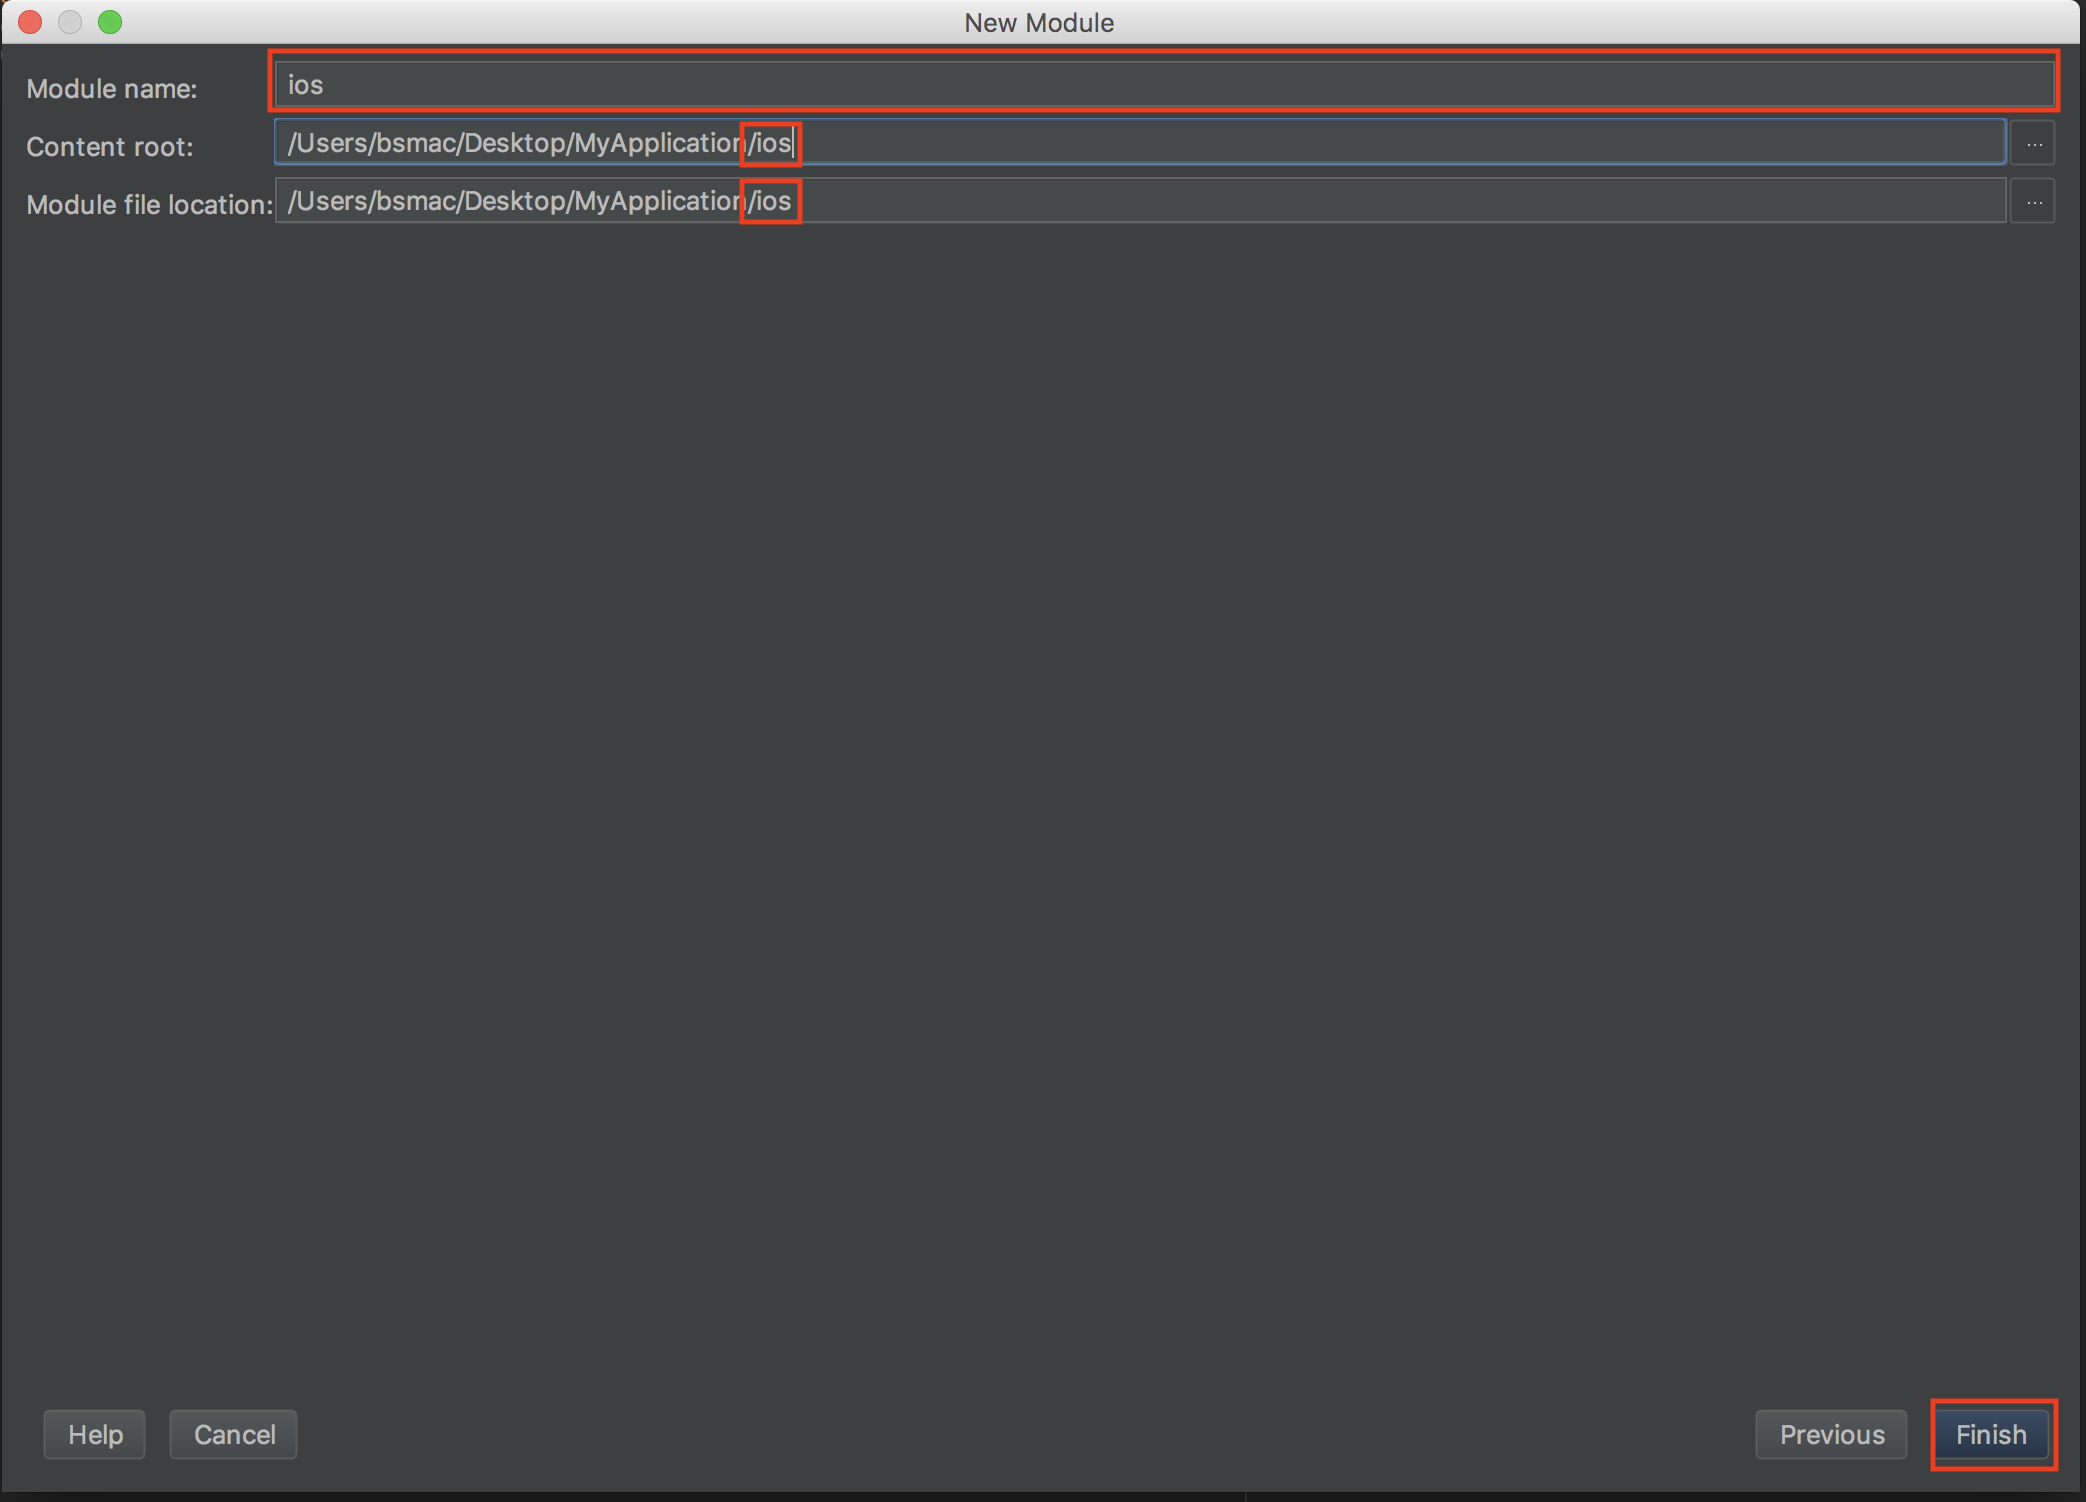 New Module
Module name: ios
Content root: /Users/bsmac/Desktop/MyApplication/ios ...
Module file location: /Users/bsmac/Desktop/MyApplication/ios ...
Help Cancel Previous Finish